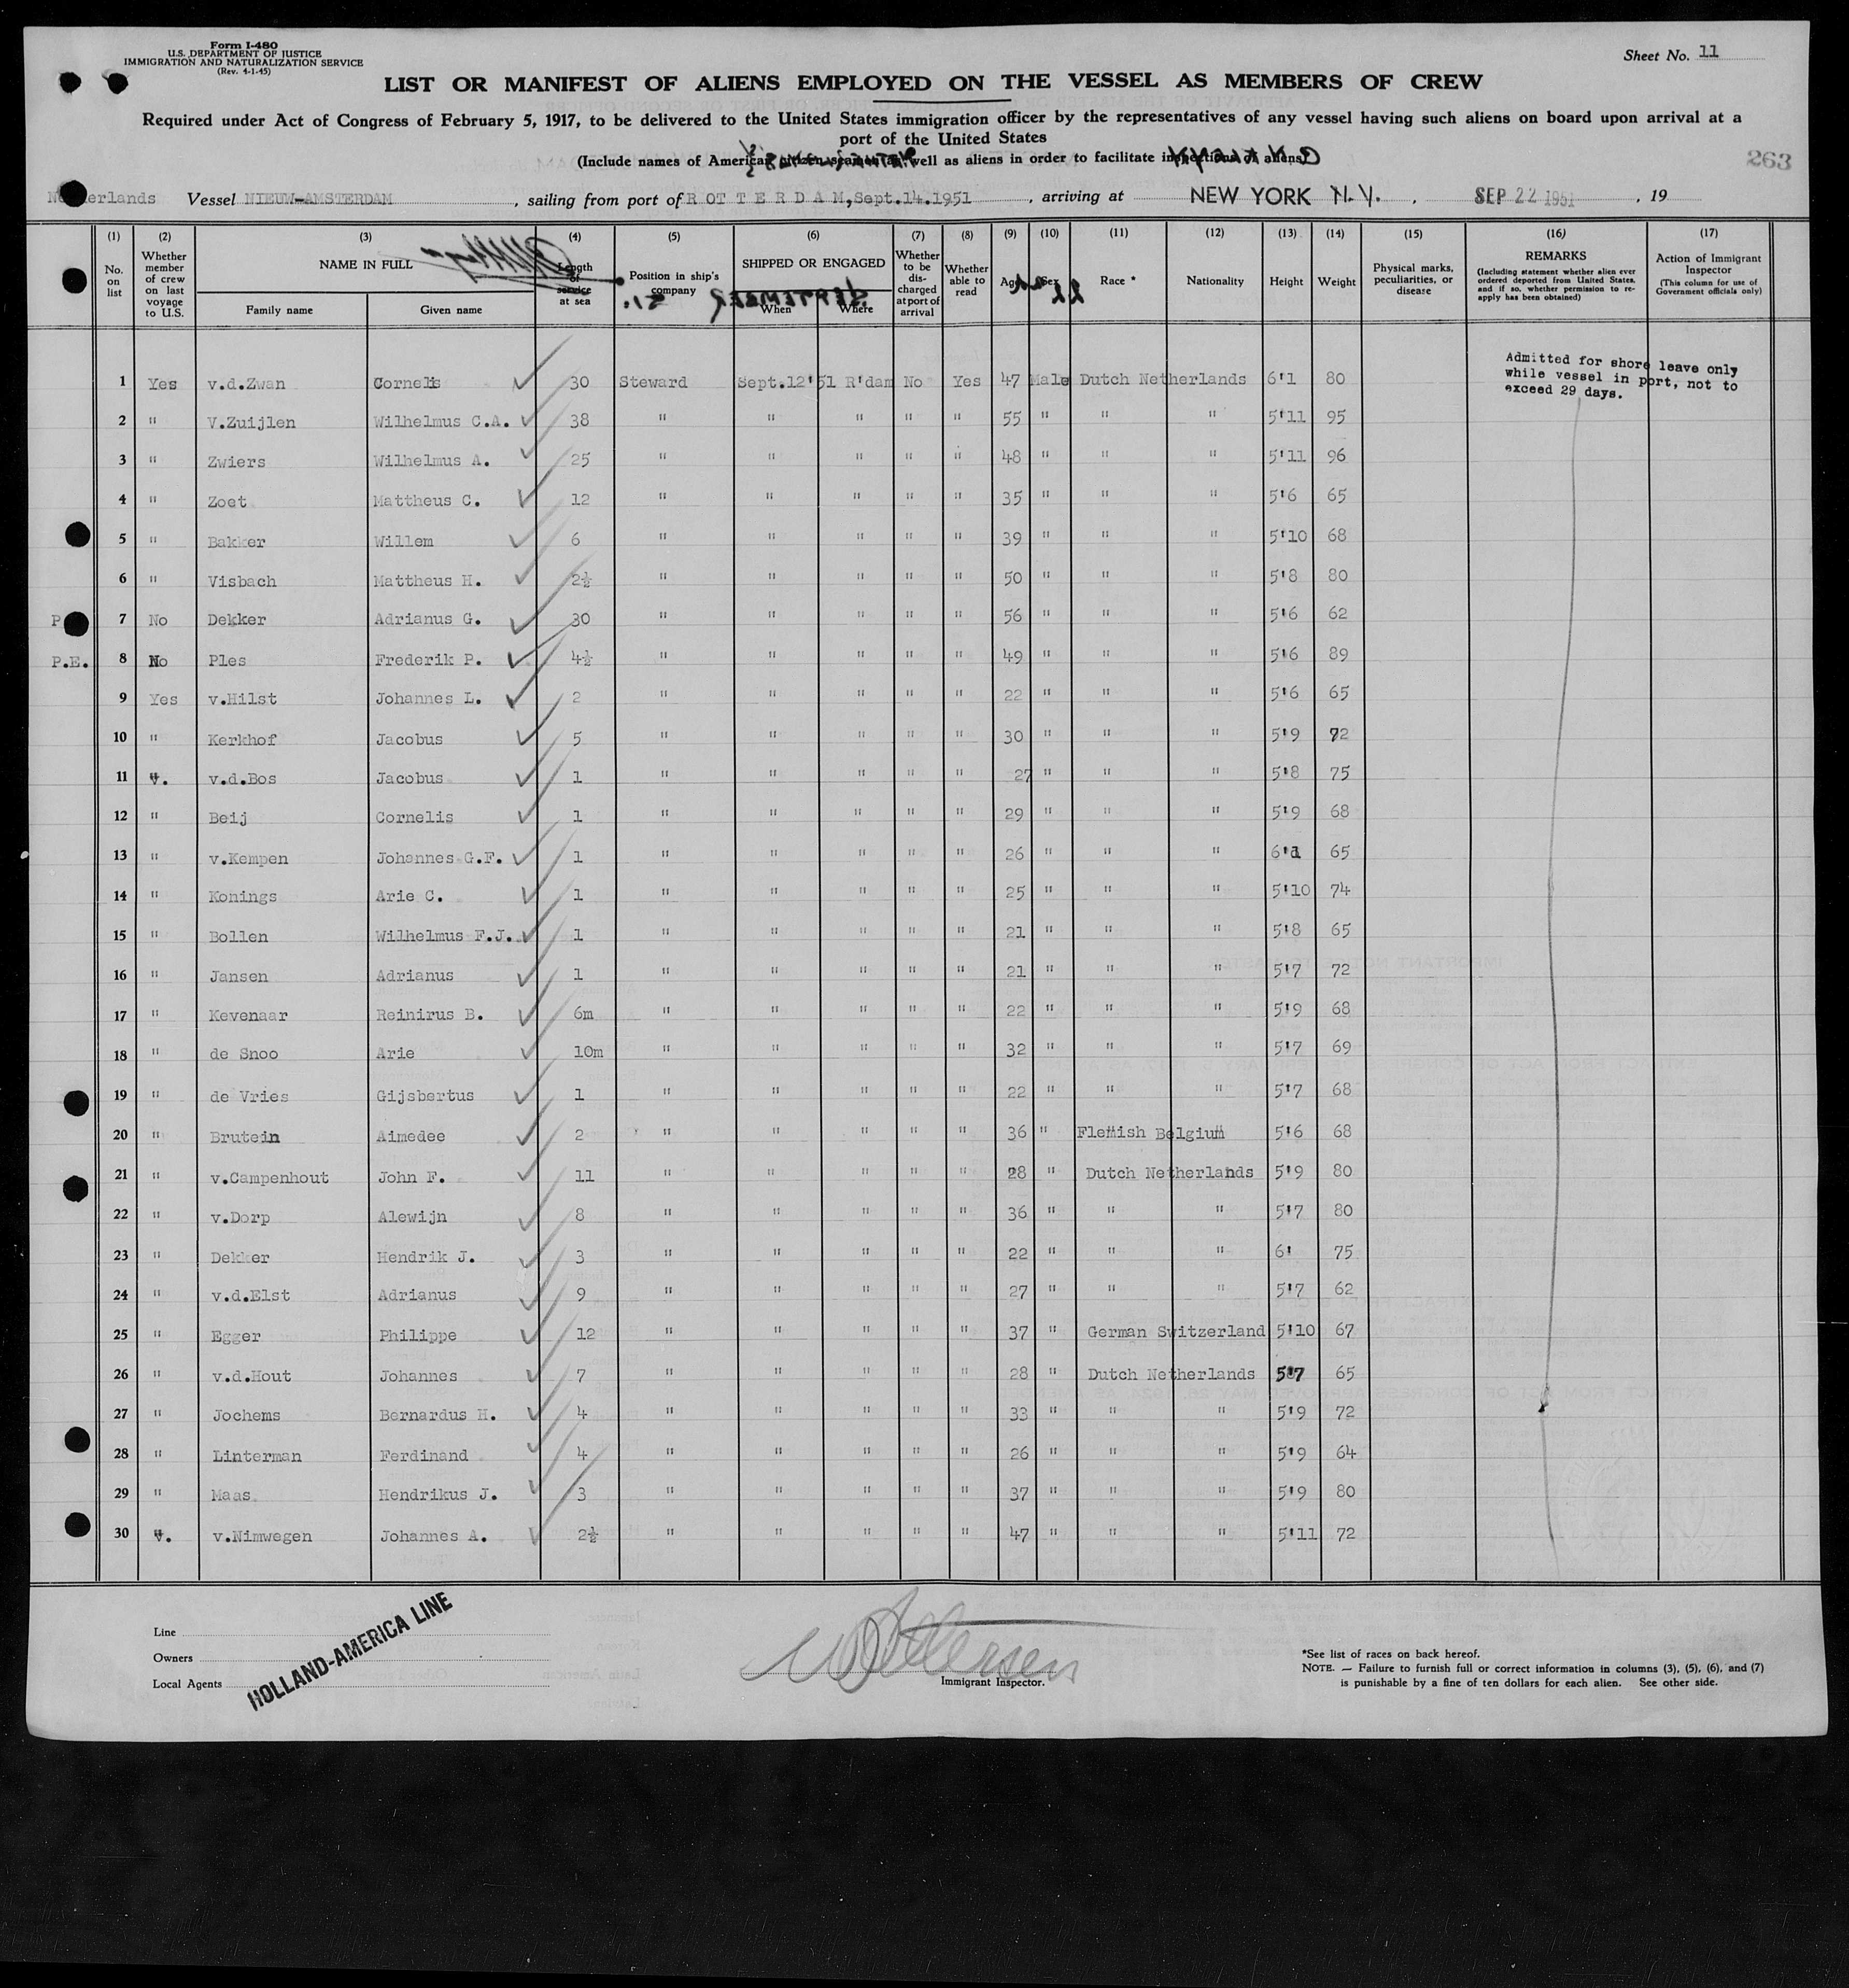 Form I-480
U.S. DEPARTMENT OF JUSTICE
IMMIGRATION AND NATURALIZATION SERVICE
(Rev. 4-1-45)
Sheet No. 11
LIST OR MANIFEST OF ALIENS EMPLOYED ON THE VESSEL AS MEMBERS OF CREW
Required under Act of Congress of February 5, 1917, to be delivered to the United States immigration officer by the representatives of any vessel having such aliens on board upon arrival at a
port of the United States
(Include names of American citizen seamen as well as aliens in order to facilitate inspection of aliens)
263
Netherlands Vessel NIEUW-AMSTERDAM, sailing from port of R OT T E R D A M, Sept.14.1951, arriving at NEW YORK N.Y., SEP 22 1951, 19
(1) (2) (3) (4) (5) (6) (7) (8) (9) (10) (11) (12) (13) (14) (15) (16) (17)
No. on list
Whether member of crew on last voyage to U.S.
NAME IN FULL
Family name
Given name
Length of service at sea
Position in ship's company
SHIPPED OR ENGAGED
When
Where
Whether to be discharged at port of arrival
Whether able to read
Age
Sex
Race *
Nationality
Height
Weight
Physical marks, peculiarities, or disease
REMARKS
(Including statement whether alien ever ordered deported from United States, and if so, whether permission to re-apply has been obtained)
Action of Immigrant Inspector
(This column for use of Government officials only)
Admitted for shore leave only
while vessel in port, not to
exceed 29 days.
1 Yes v.d.Zwan Cornelis 30 Steward Sept.12'51 R'dam No Yes 47 Male Dutch Netherlands 6'1 80
2 " V.Zuijlen Wilhelmus C.A. 38 " " " " " 55 " " " 5'11 95
3 " Zwiers Wilhelmus A. 25 " " " " " 48 " " " 5'11 96
4 " Zoet Mattheus C. 12 " " " " " 35 " " " 5'6 65
5 " Bakker Willem 6 " " " " " 39 " " " 5'10 68
6 " Visbach Mattheus H. 2½ " " " " " 50 " " " 5'8 80
7 No Dekker Adrianus G. 30 " " " " " 56 " " " 5'6 62
P.E. 8 No Ples Frederik P. 4½ " " " " " 49 " " " 5'6 89
9 Yes v.Hilst Johannes L. 2 " " " " " 22 " " " 5'6 65
10 " Kerkhof Jacobus 5 " " " " " 30 " " " 5'9 72
11 " v.d.Bos Jacobus 1 " " " " " 27 " " " 5'8 75
12 " Beij Cornelis 1 " " " " " 29 " " " 5'9 68
13 " v.Kempen Johannes G.F. 1 " " " " " 26 " " " 6'1 65
14 " Konings Arie C. 1 " " " " " 25 " " " 5'10 74
15 " Bollen Wilhelmus F.J. 1 " " " " " 21 " " " 5'8 65
16 " Jansen Adrianus 1 " " " " " 21 " " " 5'7 72
17 " Kevenaar Reinirus B. 6m " " " " " 22 " " " 5'9 68
18 " de Snoo Arie 10m " " " " " 32 " " " 5'7 69
19 " de Vries Gijsbertus 1 " " " " " 22 " " " 5'7 68
20 " Brutein Aimedee 2 " " " " " 36 " Flemish Belgium 5'6 68
21 " v.Campenhout John F. 11 " " " " " 28 " Dutch Netherlands 5'9 80
22 " v.Dorp Alewijn 8 " " " " " 36 " " " 5'7 80
23 " Dekker Hendrik J. 3 " " " " " 22 " " " 6' 75
24 " v.d.Elst Adrianus 9 " " " " " 27 " " " 5'7 62
25 " Egger Philippe 12 " " " " " 37 " German Switzerland 5'10 67
26 " v.d.Hout Johannes 7 " " " " " 28 " Dutch Netherlands 5'7 65
27 " Jochems Bernardus H. 4 " " " " " 33 " " " 5'9 72
28 " Linterman Ferdinand 4 " " " " " 26 " " " 5'9 64
29 " Maas Hendrikus J. 3 " " " " " 37 " " " 5'9 80
30 " v.Nimwegen Johannes A. 2½ " " " " " 47 " " " 5'11 72
Line
Owners
Local Agents
HOLLAND-AMERICA LINE
Immigrant Inspector.
*See list of races on back hereof.
NOTE. — Failure to furnish full or correct information in columns (3), (5), (6), and (7)
is punishable by a fine of ten dollars for each alien. See other side.